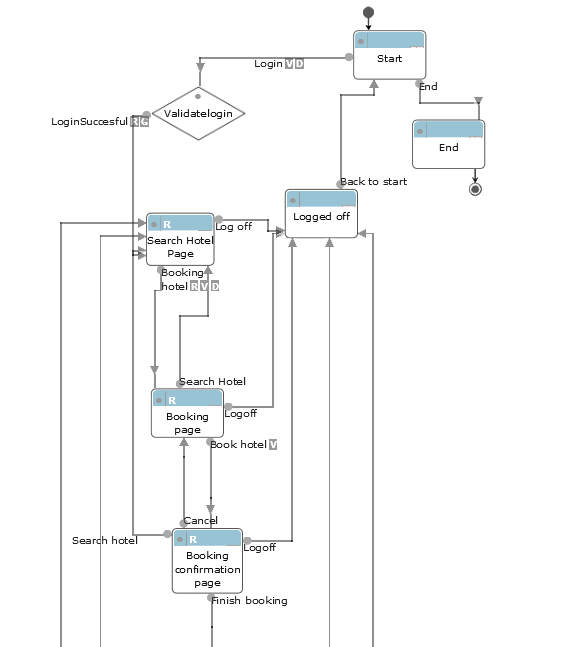 Start
Login V D
End
LoginSuccesful R G
Validatelogin
End
Back to start
R
Search Hotel
Page
Log off
Logged off
Booking
hotel R V D
Search Hotel
R
Booking
page
Logoff
Book hotel V
Cancel
Search hotel
R
Booking
confirmation
page
Logoff
Finish booking